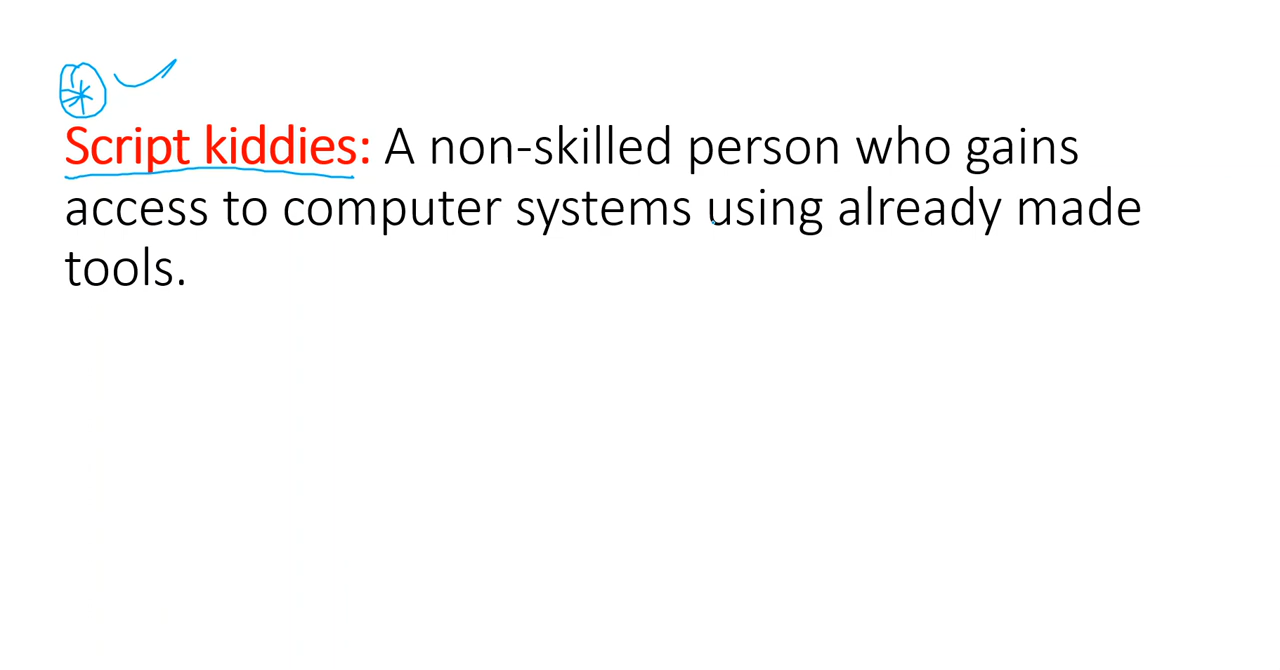 Script kiddies: A non-skilled person who gains
access to computer systems using already made
tools.